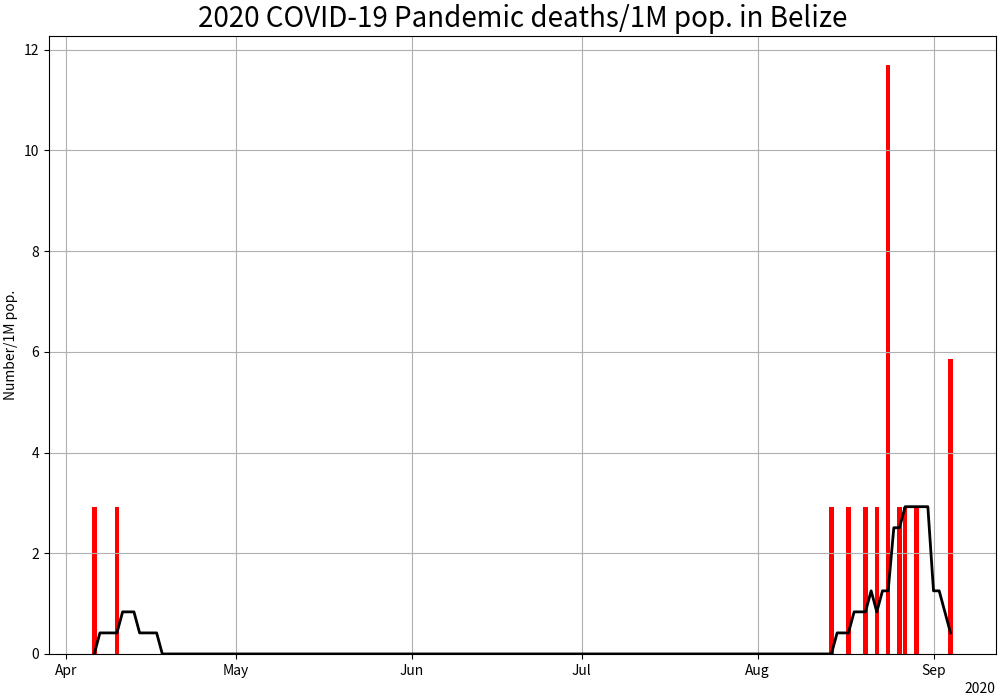 2020 COVID-19 Pandemic deaths/1M pop. in Belize
Number/1M pop.
12
10
8
6
4
2
0
Apr
May
Jun
Jul
Aug
Sep
2020